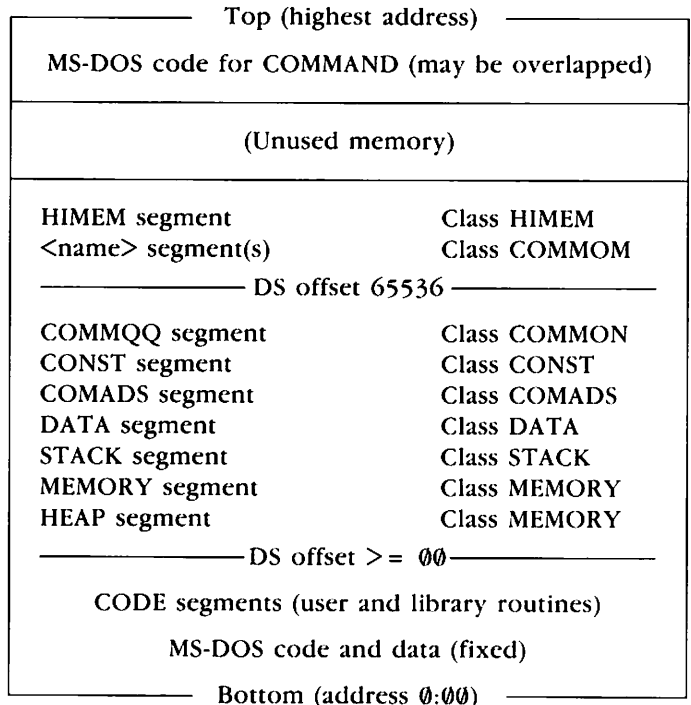 Top (highest address)
MS-DOS code for COMMAND (may be overlapped)
(Unused memory)
HIMEM segment Class HIMEM
<name> segment(s) Class COMMOM
DS offset 65536
COMMQQ segment Class COMMON
CONST segment Class CONST
COMADS segment Class COMADS
DATA segment Class DATA
STACK segment Class STACK
MEMORY segment Class MEMORY
HEAP segment Class MEMORY
DS offset >= 00
CODE segments (user and library routines)
MS-DOS code and data (fixed)
Bottom (address 0:00)